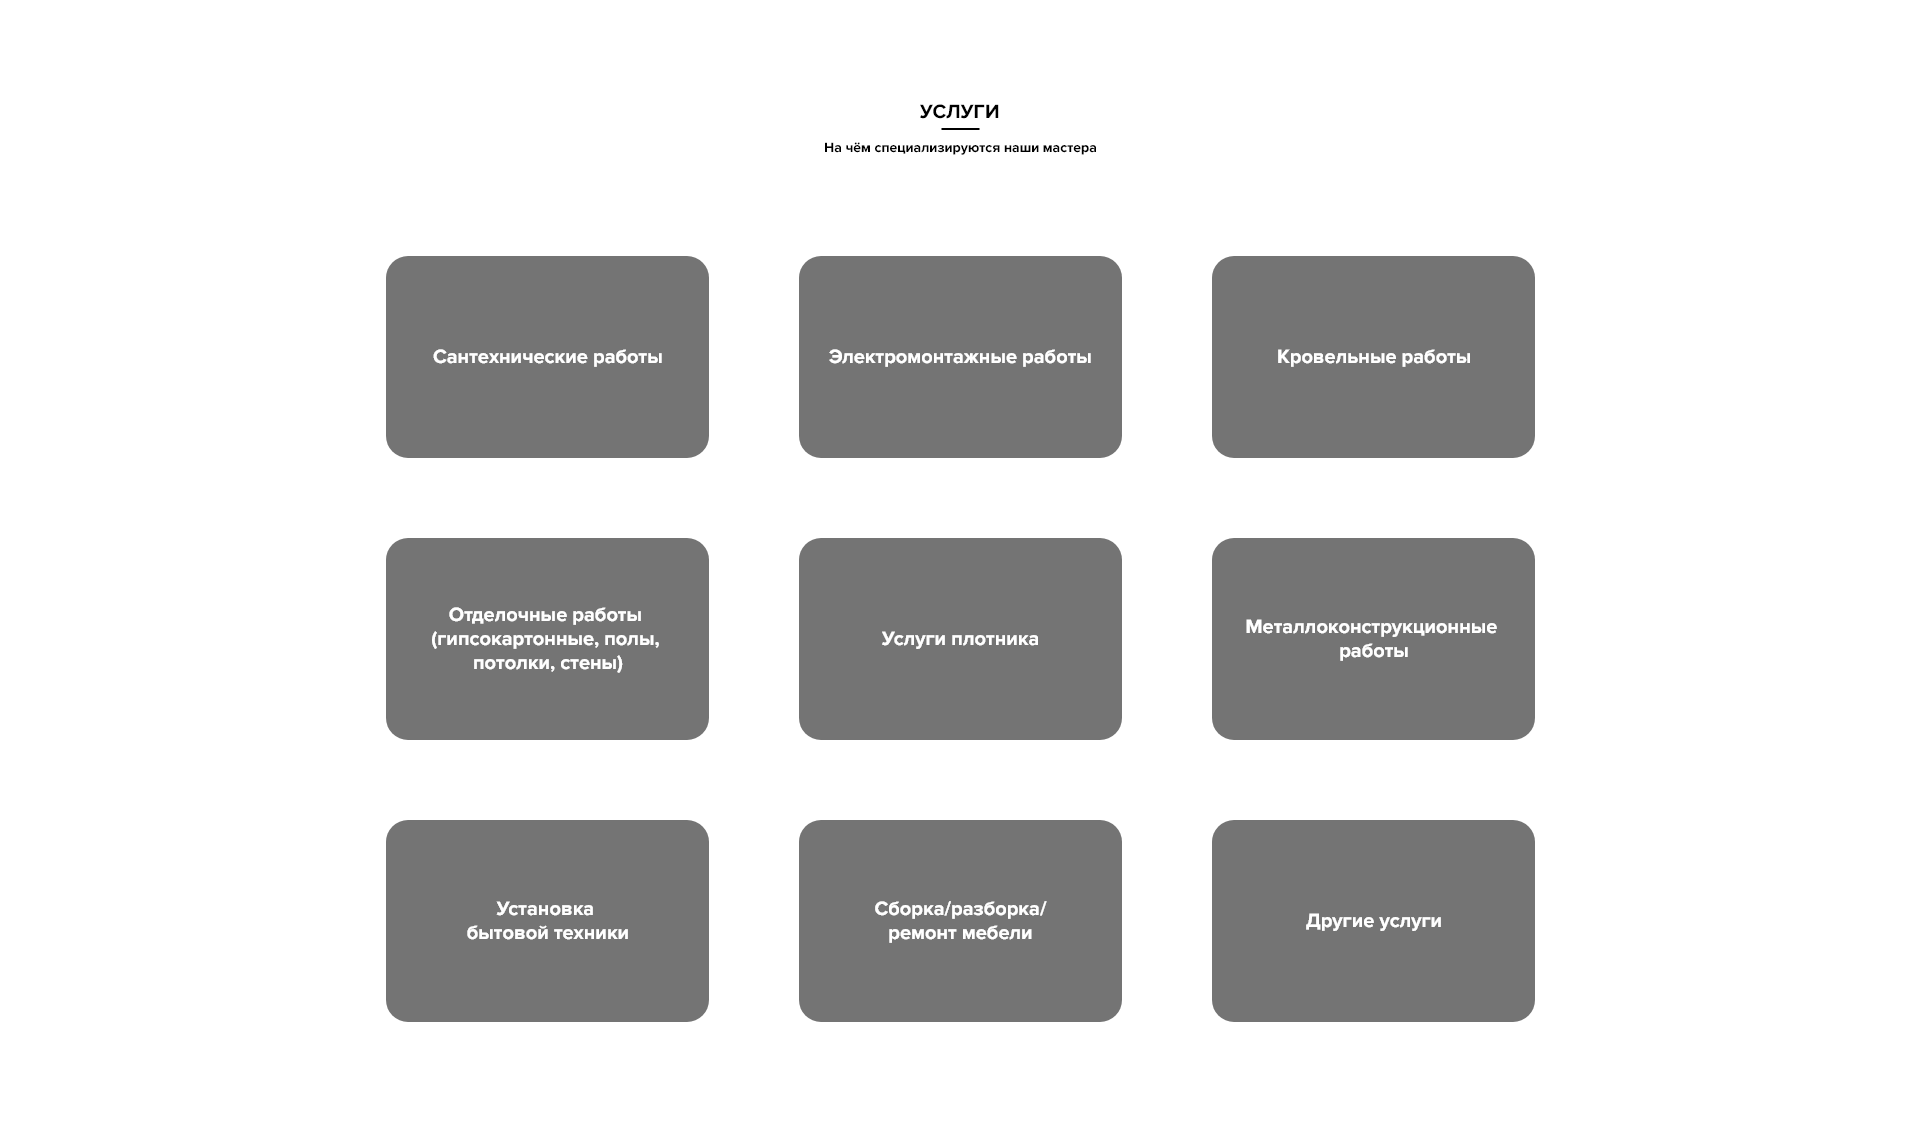 УСЛУГИ
На чём специализируются наши мастера
Сантехнические работы
Электромонтажные работы
Кровельные работы
Отделочные работы
(гипсокартонные, полы,
потолки, стены)
Услуги плотника
Металлоконструкционные
работы
Установка
бытовой техники
Сборка/разборка/
ремонт мебели
Другие услуги